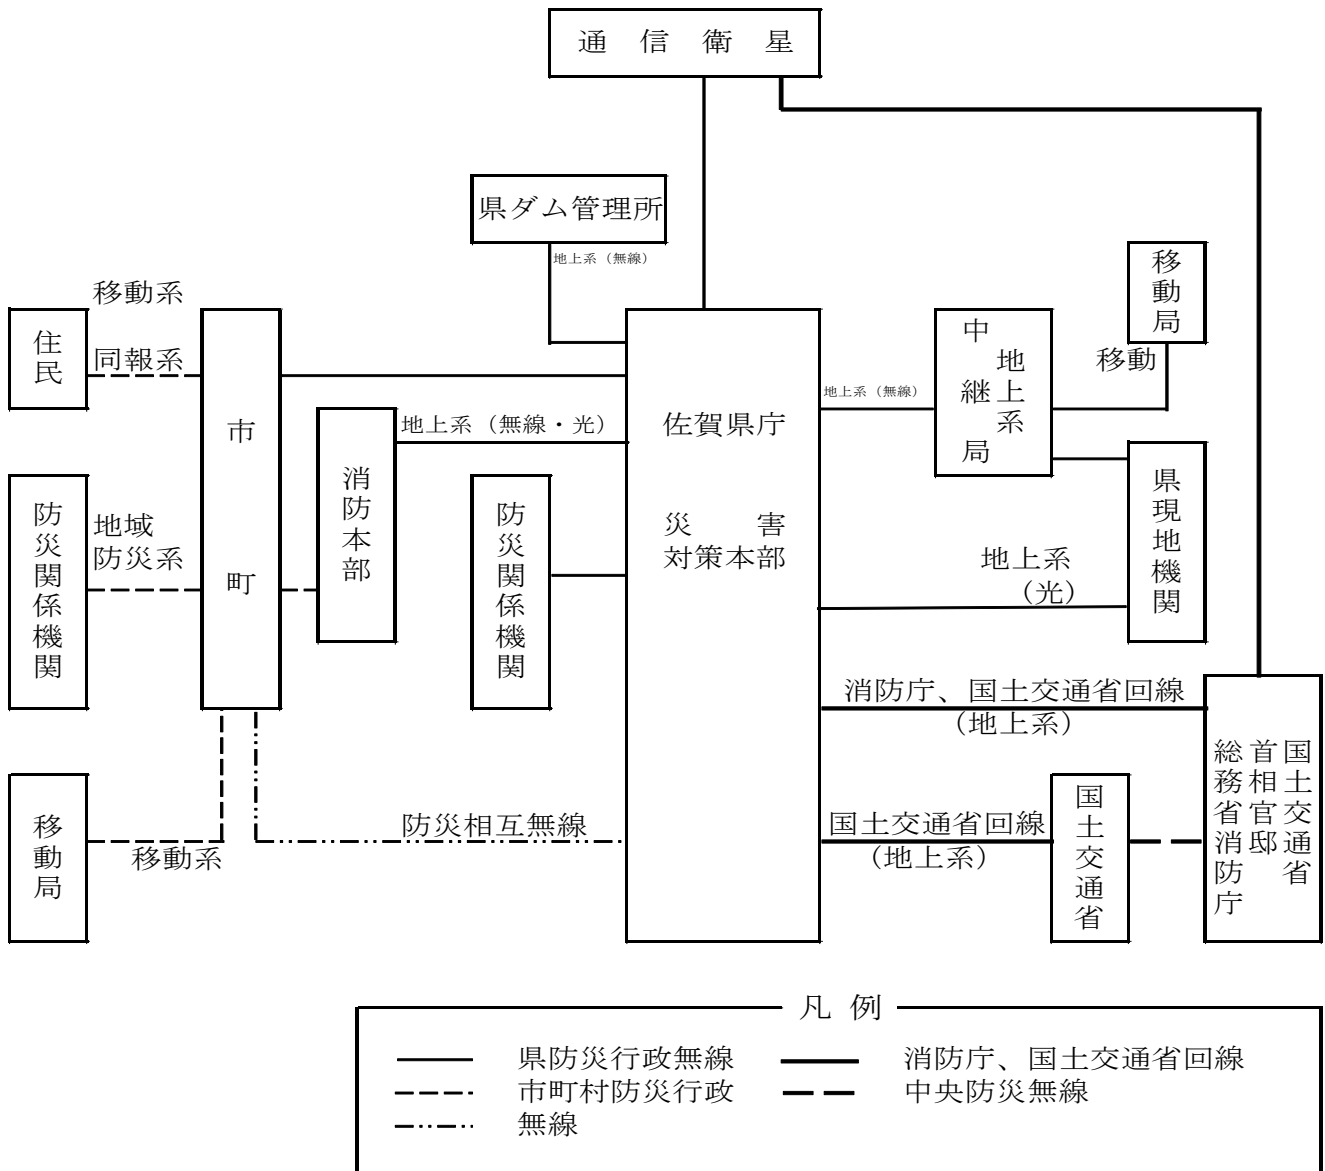 通信衛星
県ダム管理所
地上系（無線）
移動局
移動系
住民
同報系
市町
地上系（無線・光）
消防本部
佐賀県庁
災害
対策本部
地上系（無線）
中継局
地上系
移動
防災関係機関
地域
防災系
防災関係機関
県現地機関
地上系
（光）
消防庁、国土交通省回線
（地上系）
国土交通省
首相官邸
総務省消防庁
移動局
移動系
防災相互無線
国土交通省回線
（地上系）
国土交通省
凡例
県防災行政無線
消防庁、国土交通省回線
市町村防災行政
中央防災無線
無線